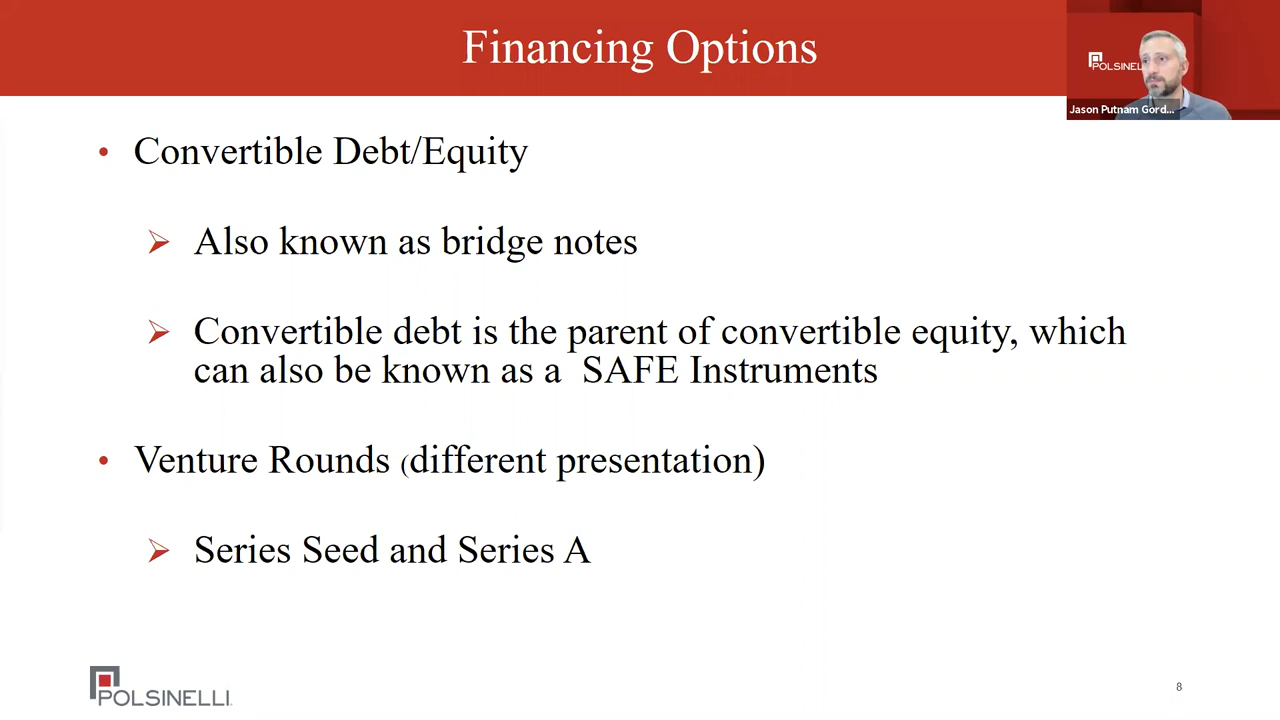 Financing Options
POLSINEL
Jason Putnam Gord...
• Convertible Debt/Equity
➢ Also known as bridge notes
➢ Convertible debt is the parent of convertible equity, which
can also be known as a SAFE Instruments
• Venture Rounds (different presentation)
➢ Series Seed and Series A
POLSINELLI
8